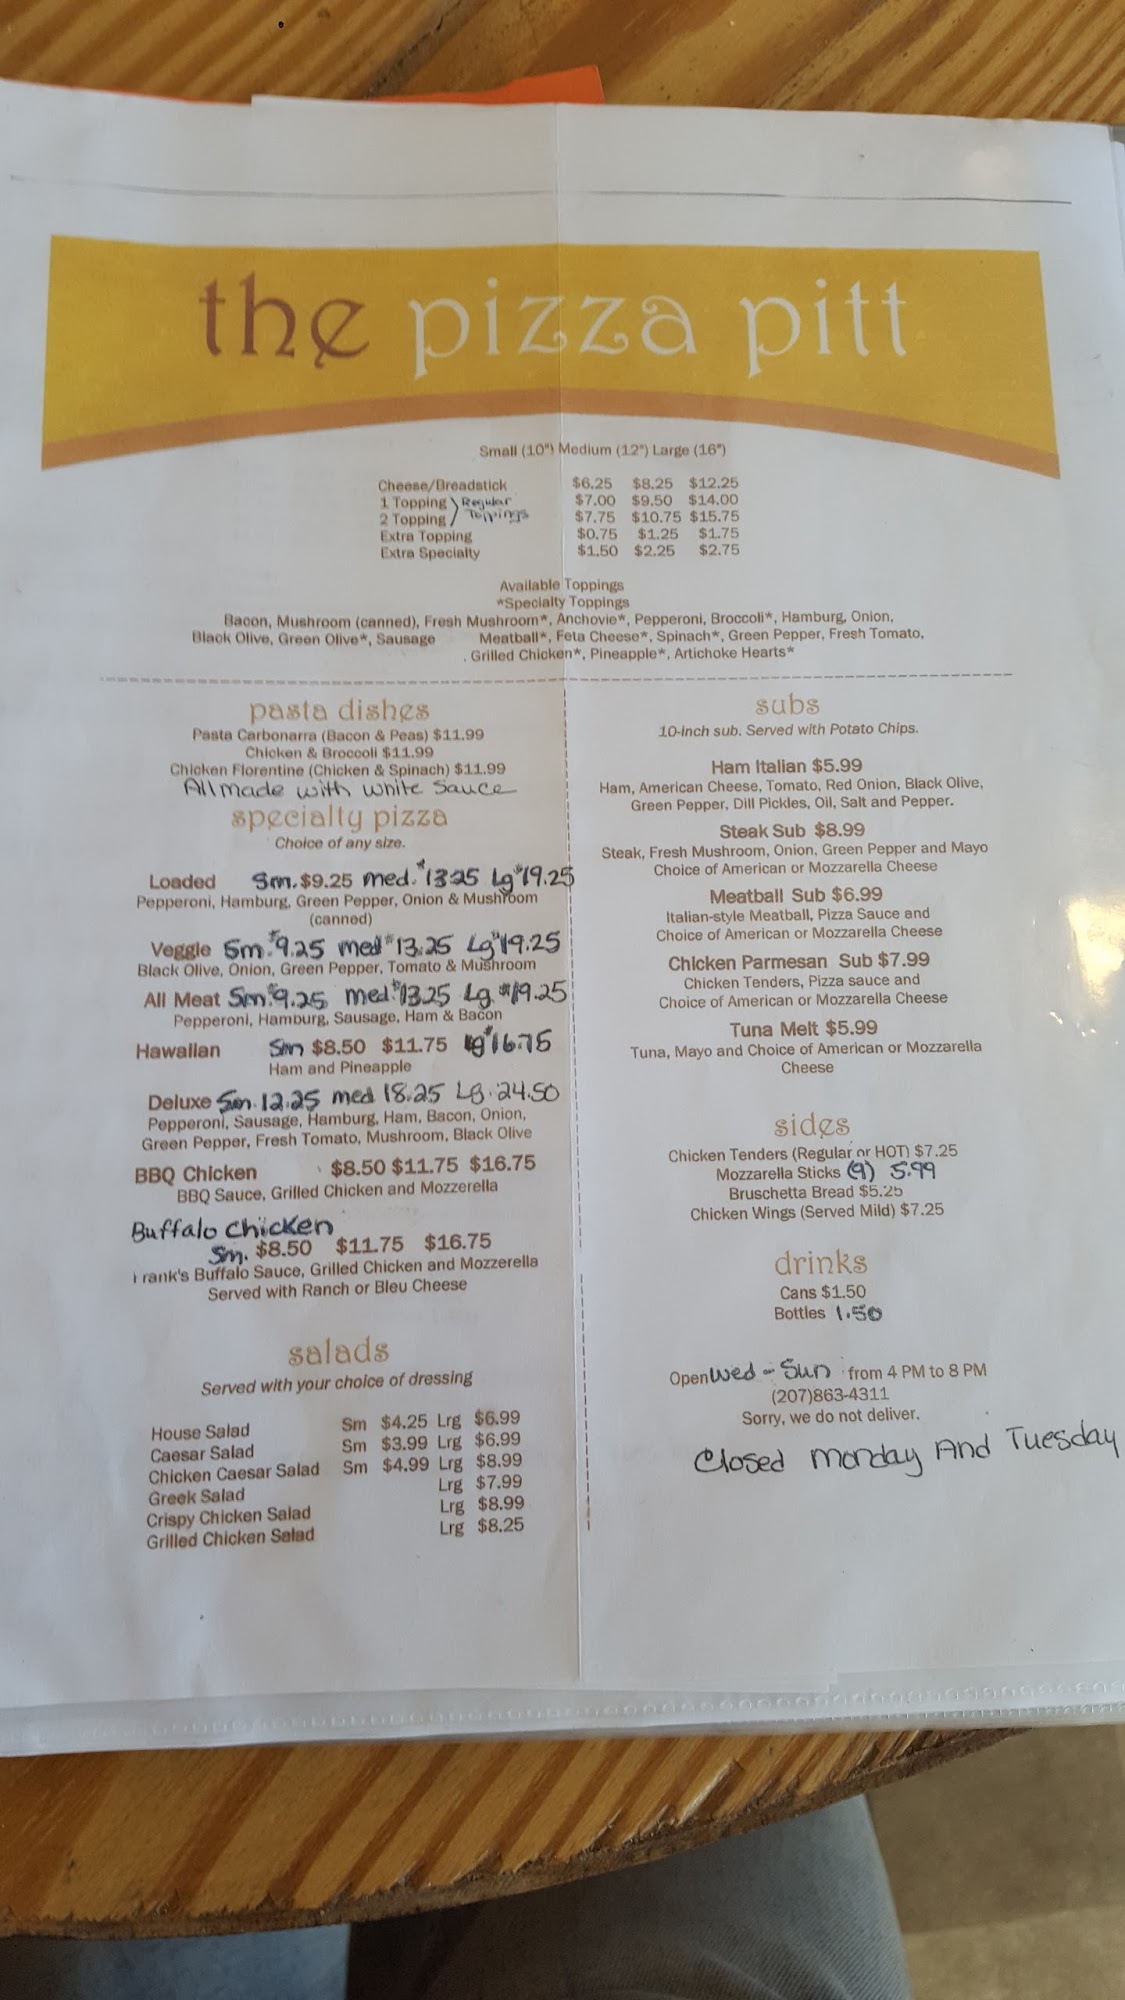 the pizza pitt
Small (10") Medium (12") Large (16")
Cheese/Breadstick $6.25 $8.25 $12.25
1 Topping Regular $7.00 $9.50 $14.00
2 Topping Toppings $7.75 $10.75 $15.75
Extra Topping $0.75 $1.25 $1.75
Extra Specialty $1.50 $2.25 $2.75
Available Toppings
*Specialty Toppings
Bacon, Mushroom (canned), Fresh Mushroom*, Anchovie*, Pepperoni, Broccoli*, Hamburg, Onion,
Black Olive, Green Olive*, Sausage Meatball*, Feta Cheese*, Spinach*, Green Pepper, Fresh Tomato,
, Grilled Chicken*, Pineapple*, Artichoke Hearts*
pasta dishes
Pasta Carbonarra (Bacon & Peas) $11.99
Chicken & Broccoli $11.99
Chicken Florentine (Chicken & Spinach) $11.99
All made with white Sauce
specialty pizza
Choice of any size.
Loaded Sm. $9.25 med. $13.25 Lg $19.25
Pepperoni, Hamburg, Green Pepper, Onion & Mushroom
(canned)
Veggie Sm. $9.25 med $13.25 Lg $19.25
Black Olive, Onion, Green Pepper, Tomato & Mushroom
All Meat Sm. $9.25 med. $13.25 Lg. $19.25
Pepperoni, Hamburg, Sausage, Ham & Bacon
Hawaiian Sm $8.50 $11.75 Lg $16.75
Ham and Pineapple
Deluxe Sm. 12.25 med 18.25 Lg. 24.50
Pepperoni, Sausage, Hamburg, Ham, Bacon, Onion,
Green Pepper, Fresh Tomato, Mushroom, Black Olive
BBQ Chicken $8.50 $11.75 $16.75
BBQ Sauce, Grilled Chicken and Mozzerella
Buffalo Chicken
Sm. $8.50 $11.75 $16.75
Frank's Buffalo Sauce, Grilled Chicken and Mozzerella
Served with Ranch or Bleu Cheese
salads
Served with your choice of dressing
House Salad Sm $4.25 Lrg $6.99
Caesar Salad Sm $3.99 Lrg $6.99
Chicken Caesar Salad Sm $4.99 Lrg $8.99
Greek Salad Lrg $7.99
Crispy Chicken Salad Lrg $8.99
Grilled Chicken Salad Lrg $8.25
subs
10-inch sub. Served with Potato Chips.
Ham Italian $5.99
Ham, American Cheese, Tomato, Red Onion, Black Olive,
Green Pepper, Dill Pickles, Oil, Salt and Pepper.
Steak Sub $8.99
Steak, Fresh Mushroom, Onion, Green Pepper and Mayo
Choice of American or Mozzarella Cheese
Meatball Sub $6.99
Italian-style Meatball, Pizza Sauce and
Choice of American or Mozzarella Cheese
Chicken Parmesan Sub $7.99
Chicken Tenders, Pizza sauce and
Choice of American or Mozzarella Cheese
Tuna Melt $5.99
Tuna, Mayo and Choice of American or Mozzarella
Cheese
sides
Chicken Tenders (Regular or HOT) $7.25
Mozzarella Sticks (9) 5.99
Bruschetta Bread $5.25
Chicken Wings (Served Mild) $7.25
drinks
Cans $1.50
Bottles 1.50
Open Wed - Sun from 4 PM to 8 PM
(207)863-4311
Sorry, we do not deliver.
Closed Monday And Tuesday